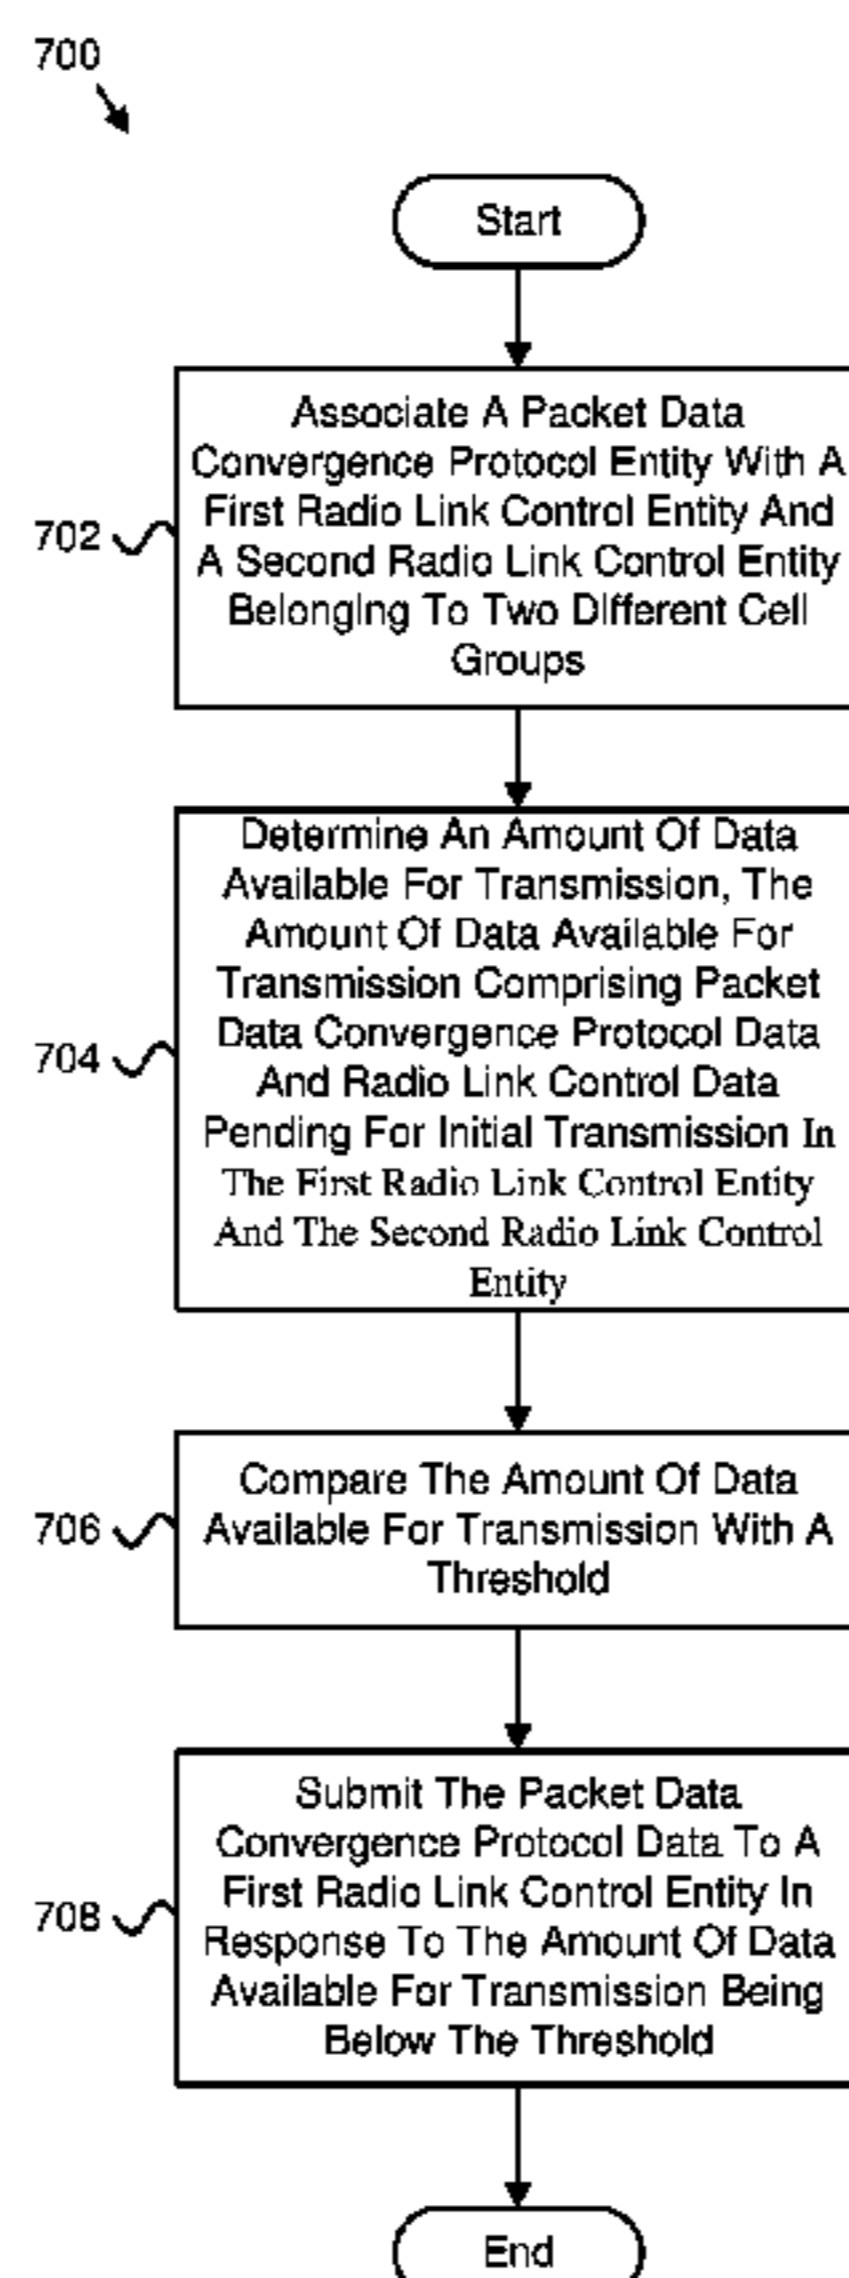 700
Start
Associate A Packet Data
Convergence Protocol Entity With A
First Radio Link Control Entity And
A Second Radio Link Control Entity
Belonging To Two Different Cell
Groups
702
Determine An Amount Of Data
Available For Transmission, The
Amount Of Data Available For
Transmission Comprising Packet
Data Convergence Protocol Data
And Radio Link Control Data
Pending For Initial Transmission In
The First Radio Link Control Entity
And The Second Radio Link Control
Entity
704
Compare The Amount Of Data
Available For Transmission With A
Threshold
706
Submit The Packet Data
Convergence Protocol Data To A
First Radio Link Control Entity In
Response To The Amount Of Data
Available For Transmission Being
Below The Threshold
708
End